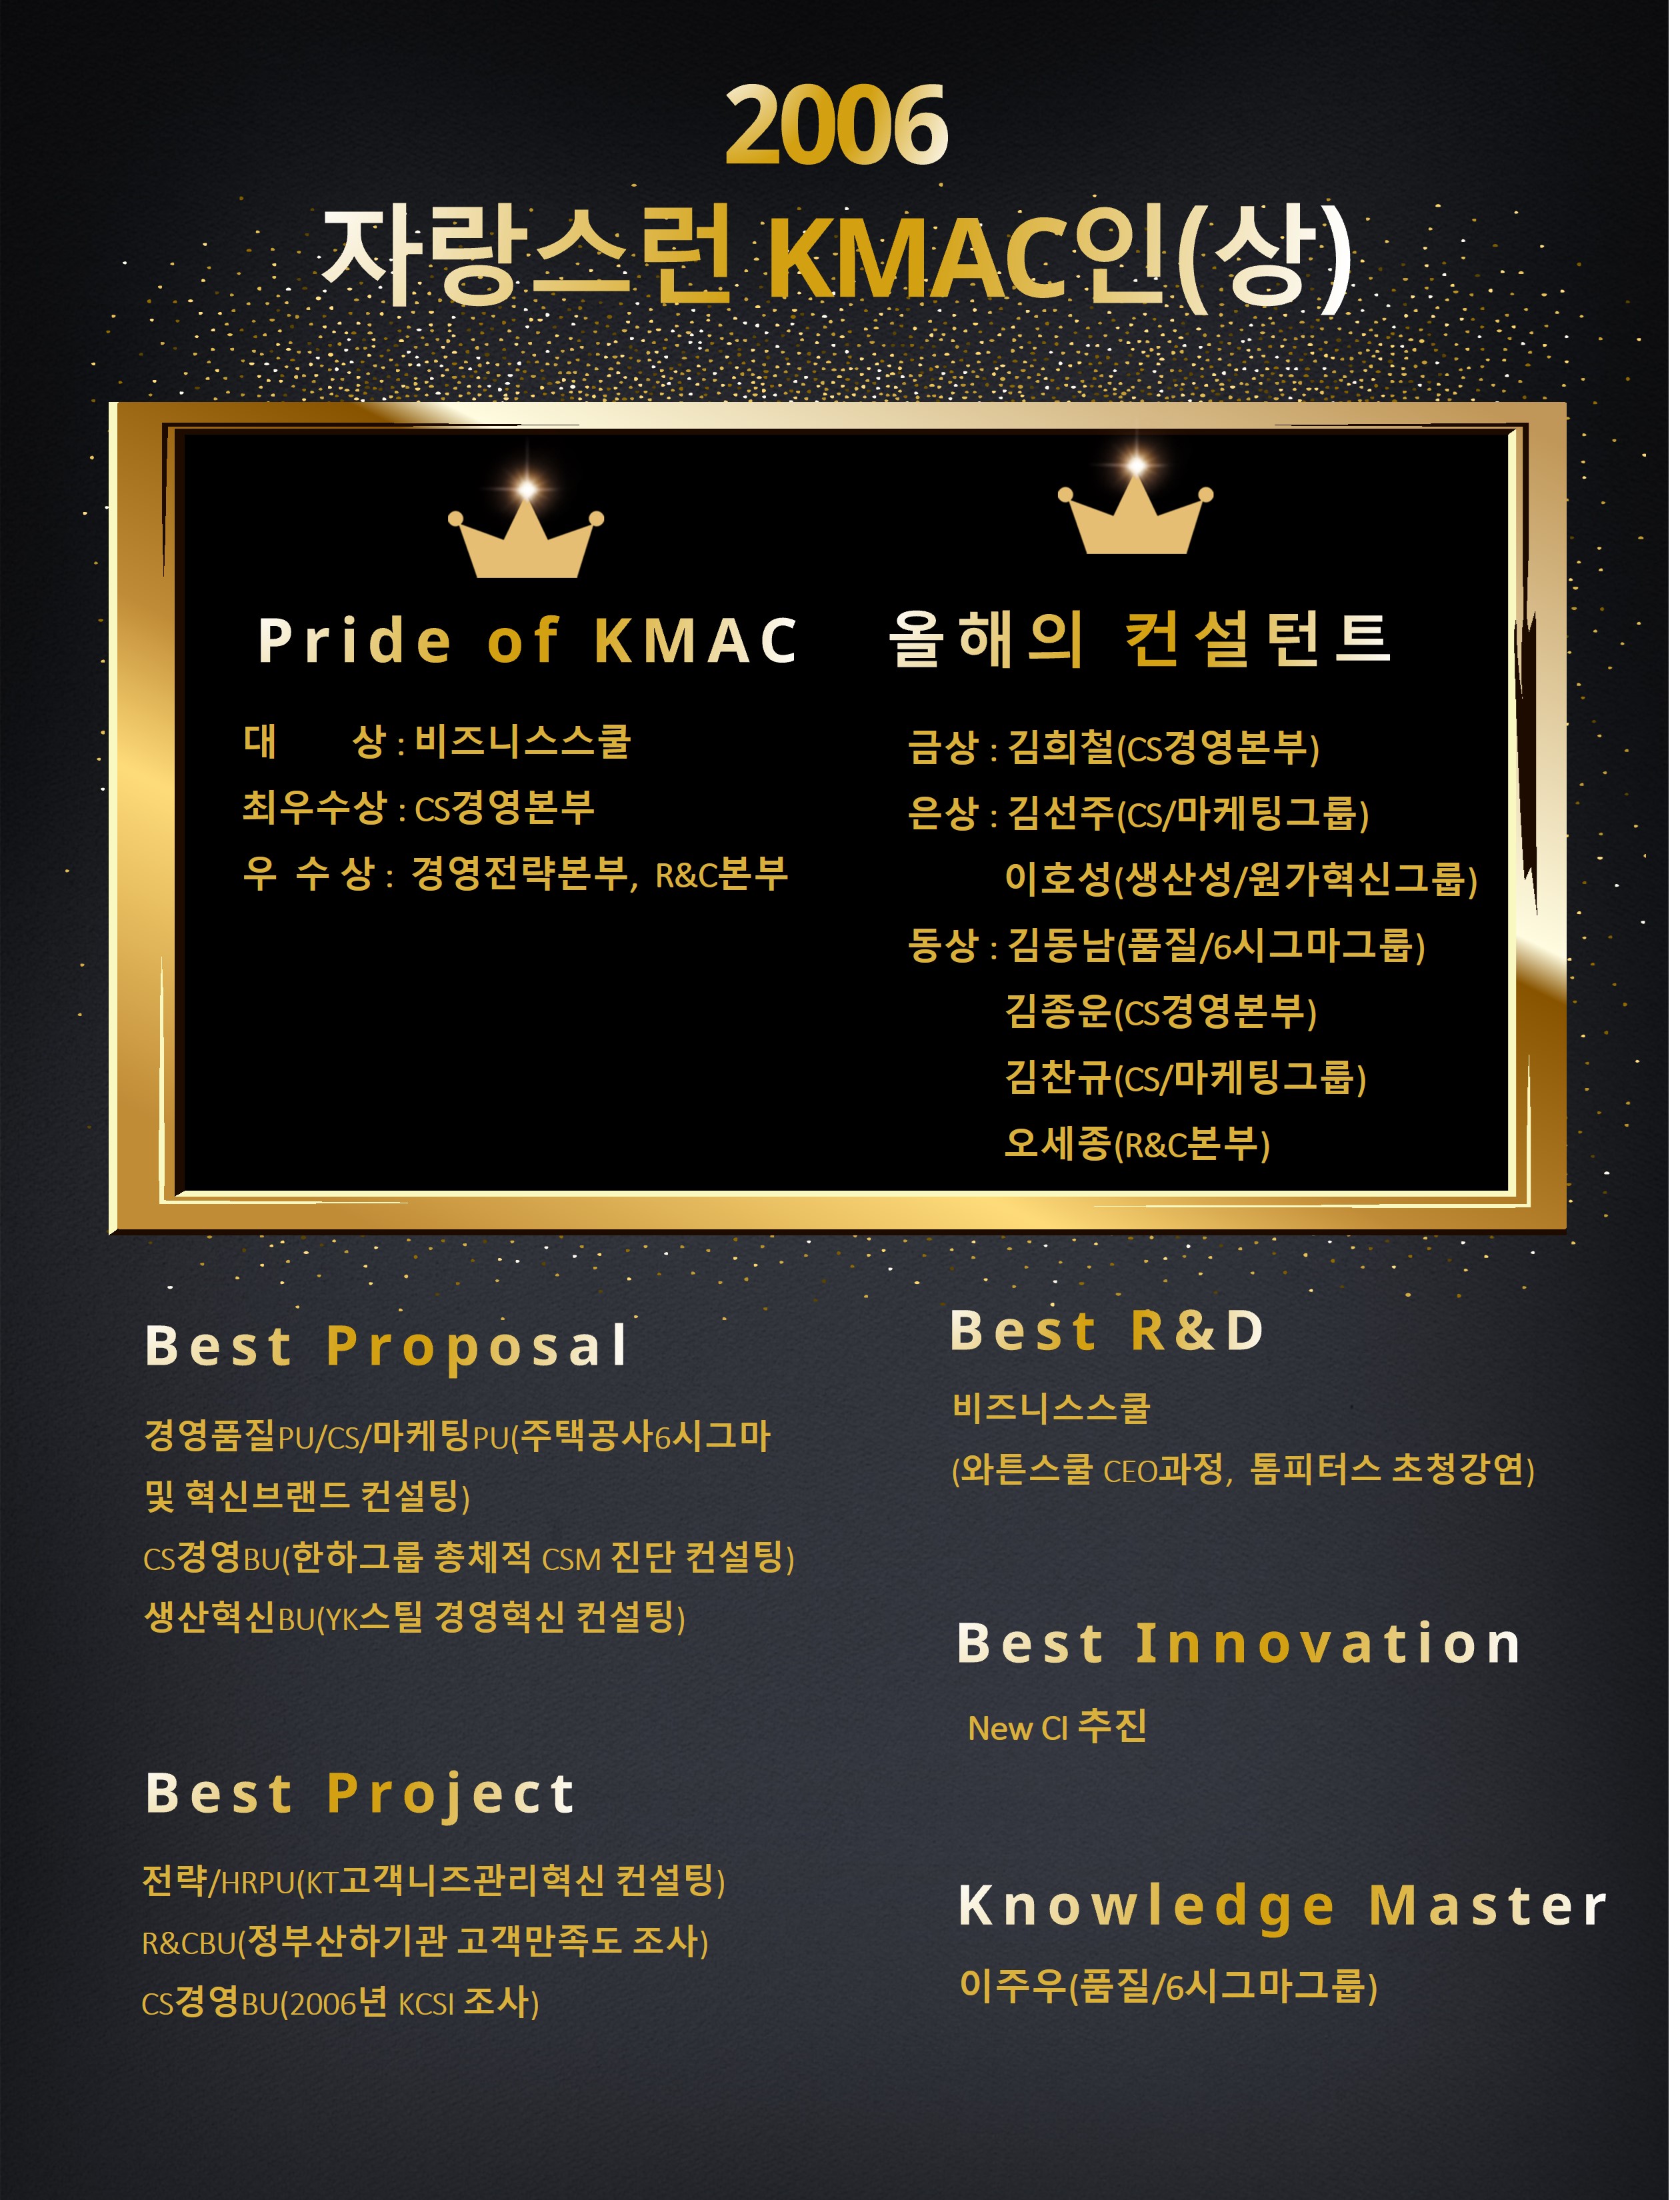 2006
자랑스런 KMAC인(상)
Pride of KMAC
대 상 : 비즈니스스쿨
최우수상 : CS경영본부
우 수 상 : 경영전략본부, R&C본부
올해의 컨설턴트
금상 : 김희철(CS경영본부)
은상 : 김선주(CS/마케팅그룹)
이호성(생산성/원가혁신그룹)
동상 : 김동남(품질/6시그마그룹)
김종운(CS경영본부)
김찬규(CS/마케팅그룹)
오세종(R&C본부)
Best Proposal
경영품질PU/CS/마케팅PU(주택공사6시그마
및 혁신브랜드 컨설팅)
CS경영BU(한하그룹 총체적 CSM 진단 컨설팅)
생산혁신BU(YK스틸 경영혁신 컨설팅)
Best Project
전략/HRPU(KT고객니즈관리혁신 컨설팅)
R&CBU(정부산하기관 고객만족도 조사)
CS경영BU(2006년 KCSI 조사)
Best R&D
비즈니스스쿨
(와튼스쿨 CEO과정, 톰피터스 초청강연)
Best Innovation
New CI 추진
Knowledge Master
이주우(품질/6시그마그룹)